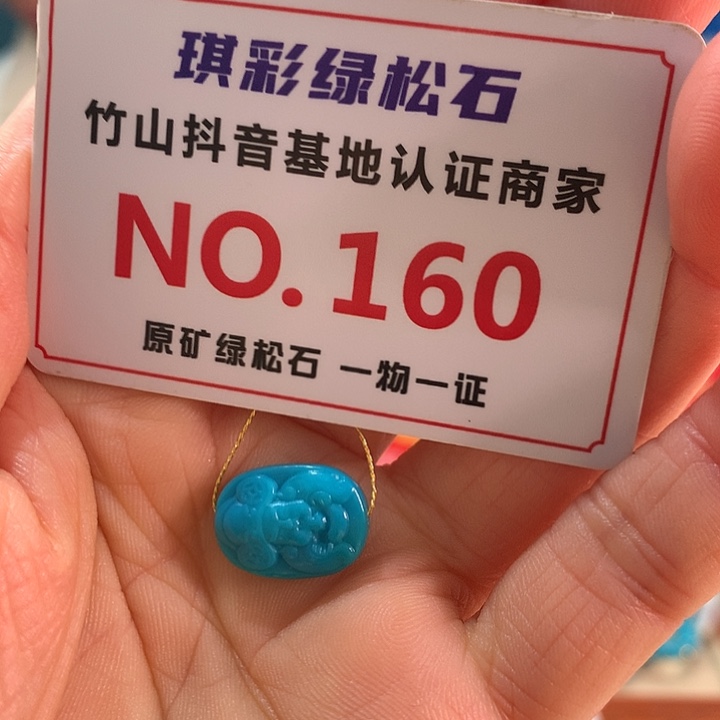 琪彩绿松石
竹山抖音基地认证商家
NO.160
原矿绿松石 一物一证